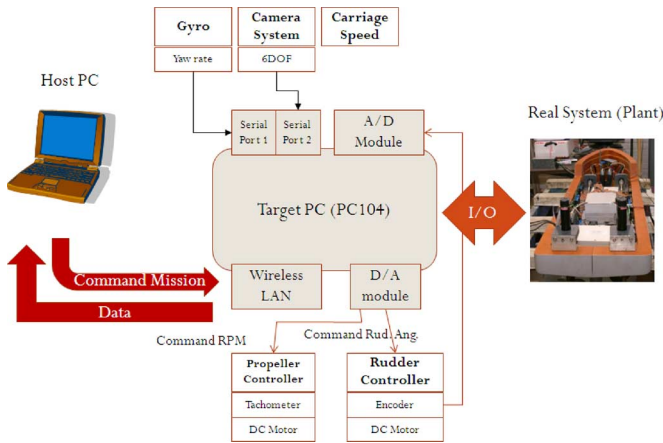 Gyro
Yaw rate
Camera
System
6DOF
Carriage
Speed
Host PC
Serial
Port 1
Serial
Port 2
A/D
Module
Real System (Plant)
Target PC (PC104)
I/O
Command Mission
Data
Wireless
LAN
D/A
module
Command RPM
Command Rud. Ang.
Propeller
Controller
Tachometer
DC Motor
Rudder
Controller
Encoder
DC Motor